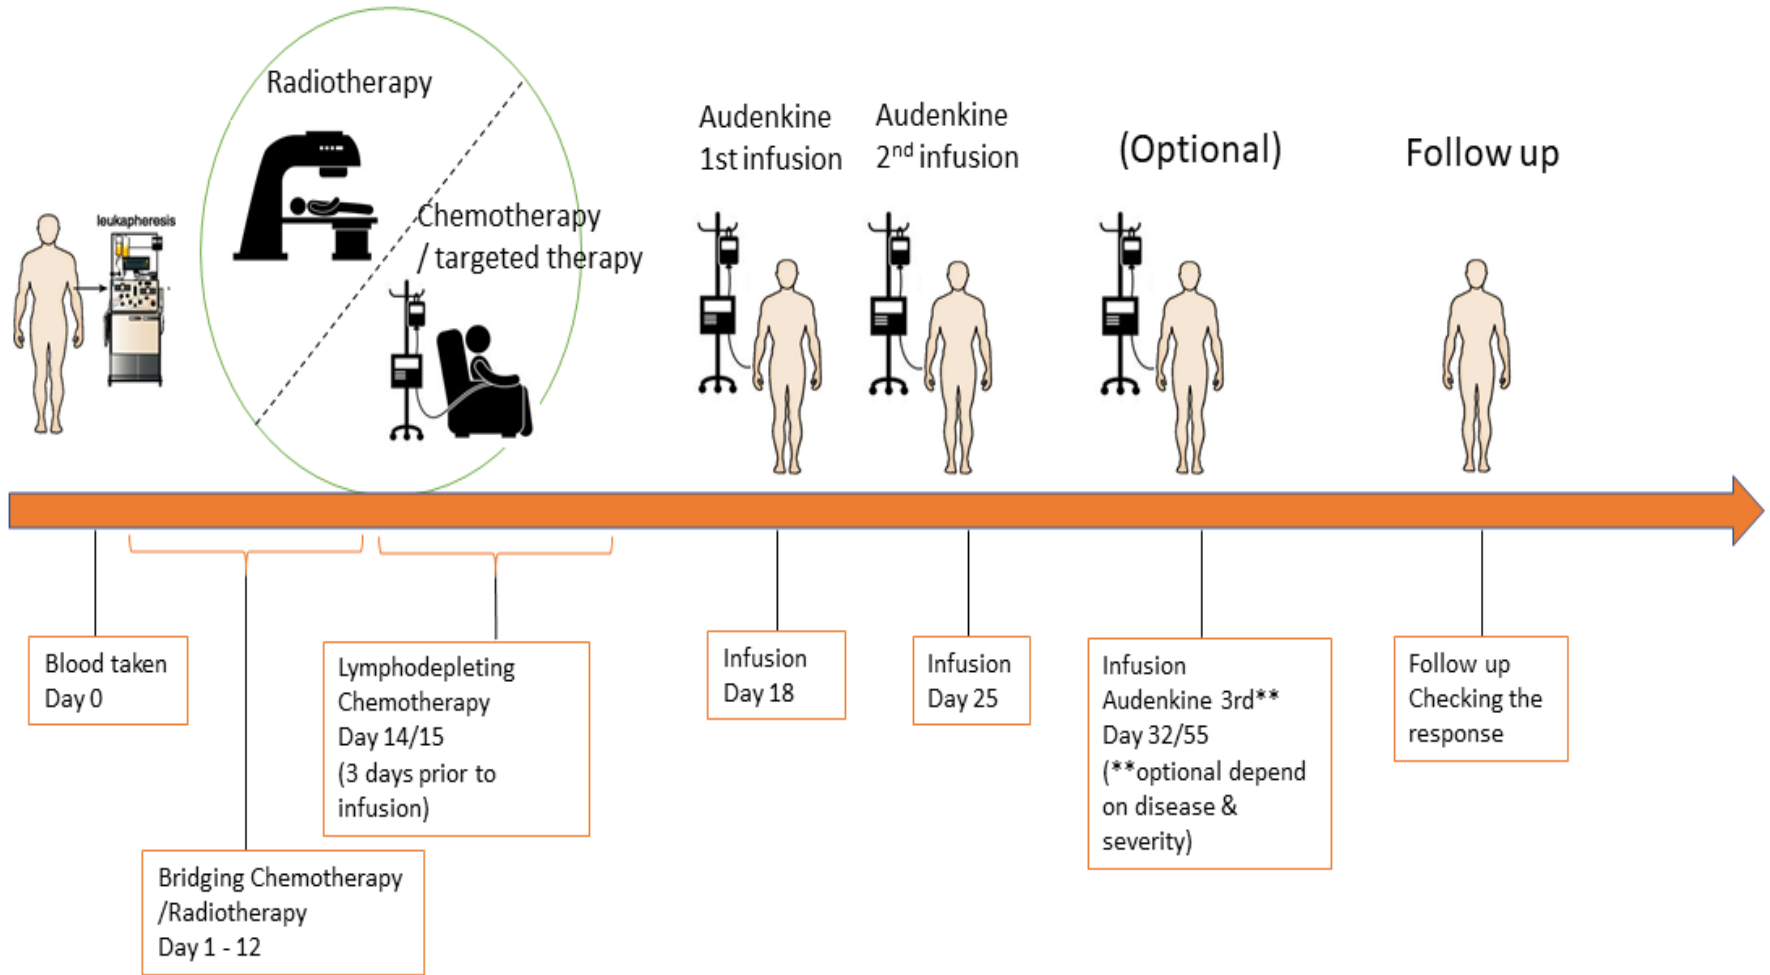 Radiotherapy
Chemotherapy
/ targeted therapy
leukapheresis
Audenkine
1st infusion
Audenkine
2nd infusion
(Optional)
Follow up
Blood taken
Day 0
Bridging Chemotherapy
/Radiotherapy
Day 1 - 12
Lymphodepleting
Chemotherapy
Day 14/15
(3 days prior to
infusion)
Infusion
Day 18
Infusion
Day 25
Infusion
Audenkine 3rd**
Day 32/55
(**optional depend
on disease &
severity)
Follow up
Checking the
response